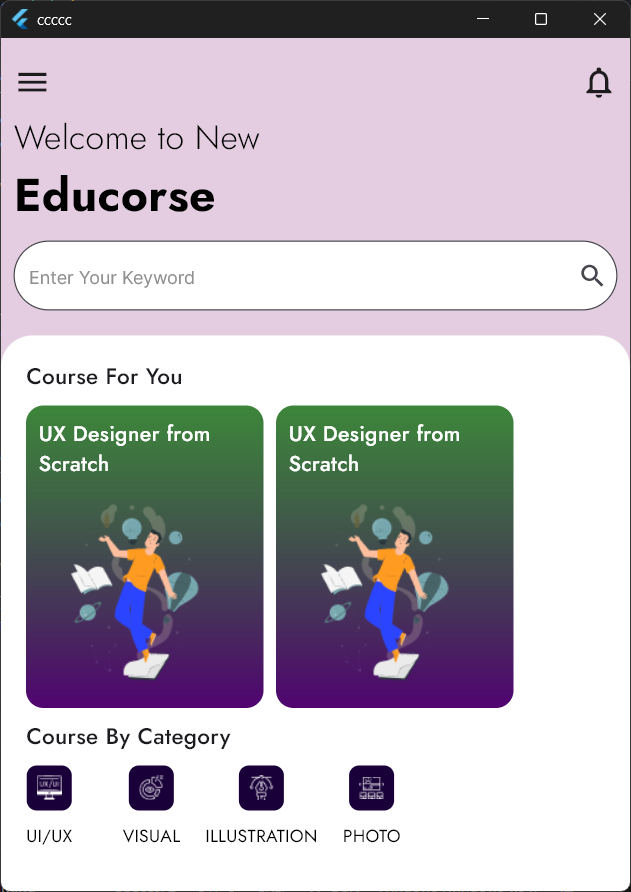 ccccc
Welcome to New
Educorse
Enter Your Keyword
Course For You
UX Designer from
Scratch
UX Designer from
Scratch
Course By Category
UX/UI
UI/UX
VISUAL
ILLUSTRATION
PHOTO